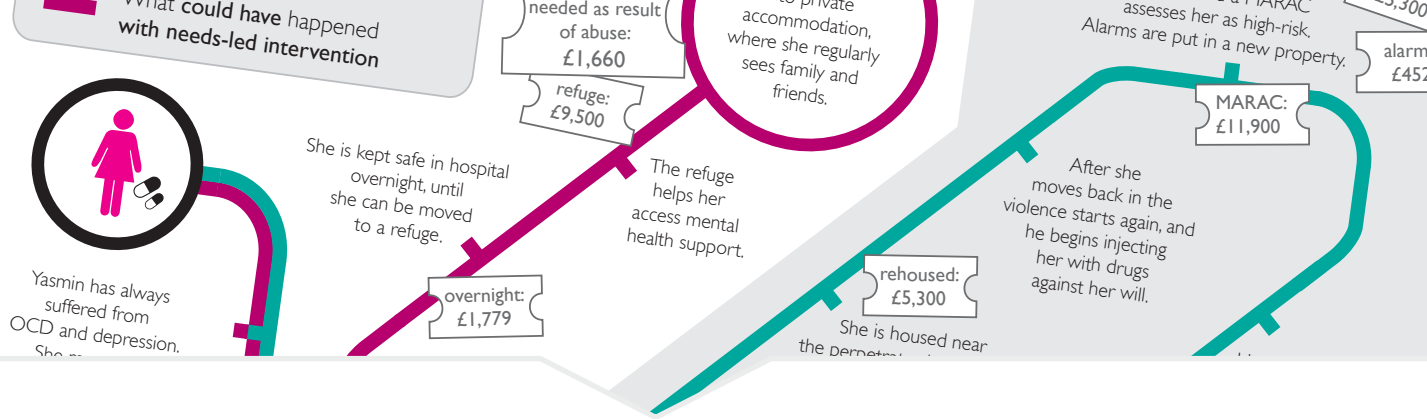 What could have happened
with needs-led intervention
needed as result
of abuse:
£1,660
refuge:
£9,500
private
accommodation,
where she regularly
sees family and
friends.
She is kept safe in hospital
overnight, until
she can be moved
to a refuge.
The refuge
helps her
access mental
health support.
overnight:
£1,779
Yasmin has always
suffered from
OCD and depression.
She
a MARAC
assesses her as high-risk.
Alarms are put in a new property.
MARAC:
£11,900
After she
moves back in the
violence starts again, and
he begins injecting
her with drugs
against her will.
rehoused:
£5,300
She is housed near
the